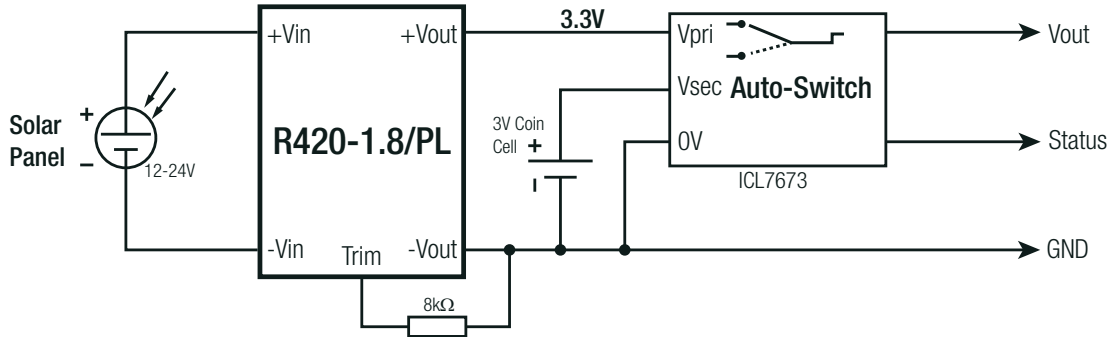 +Vin
+Vout
3.3V
Vpri
Vout
Vsec
Auto-Switch
+
Solar
Panel
–
12-24V
R420-1.8/PL
3V Coin
Cell
+
–
0V
Status
ICL7673
-Vin
Trim
-Vout
GND
8kΩ